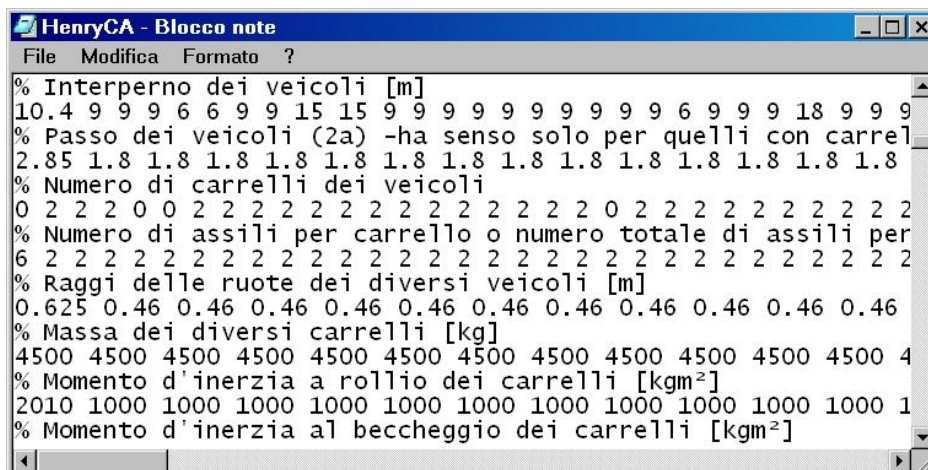 HenryCA - Blocco note
File Modifica Formato ?
% Interperno dei veicoli [m]
10.4 9 9 9 6 6 9 9 15 15 9 9 9 9 9 9 9 9 9 9 6 9 9 9 18 9 9 9
% Passo dei veicoli (2a) -ha senso solo per quelli con carrel
2.85 1.8 1.8 1.8 1.8 1.8 1.8 1.8 1.8 1.8 1.8 1.8 1.8 1.8 1.8
% Numero di carrelli dei veicoli
0 2 2 2 0 0 2 2 2 2 2 2 2 2 2 2 2 2 2 2 0 2 2 2 2 2 2 2 2 2 2
% Numero di assili per carrello o numero totale di assili per
6 2 2 2 2 2 2 2 2 2 2 2 2 2 2 2 2 2 2 2 2 2 2 2 2 2 2 2 2 2 2
% Raggi delle ruote dei diversi veicoli [m]
0.625 0.46 0.46 0.46 0.46 0.46 0.46 0.46 0.46 0.46 0.46 0.46
% Massa dei diversi carrelli [kg]
4500 4500 4500 4500 4500 4500 4500 4500 4500 4500 4500 4500 4
% Momento d'inerzia a rollio dei carrelli [kgm²]
2010 1000 1000 1000 1000 1000 1000 1000 1000 1000 1000 1000 1
% Momento d'inerzia al beccheggio dei carrelli [kgm²]